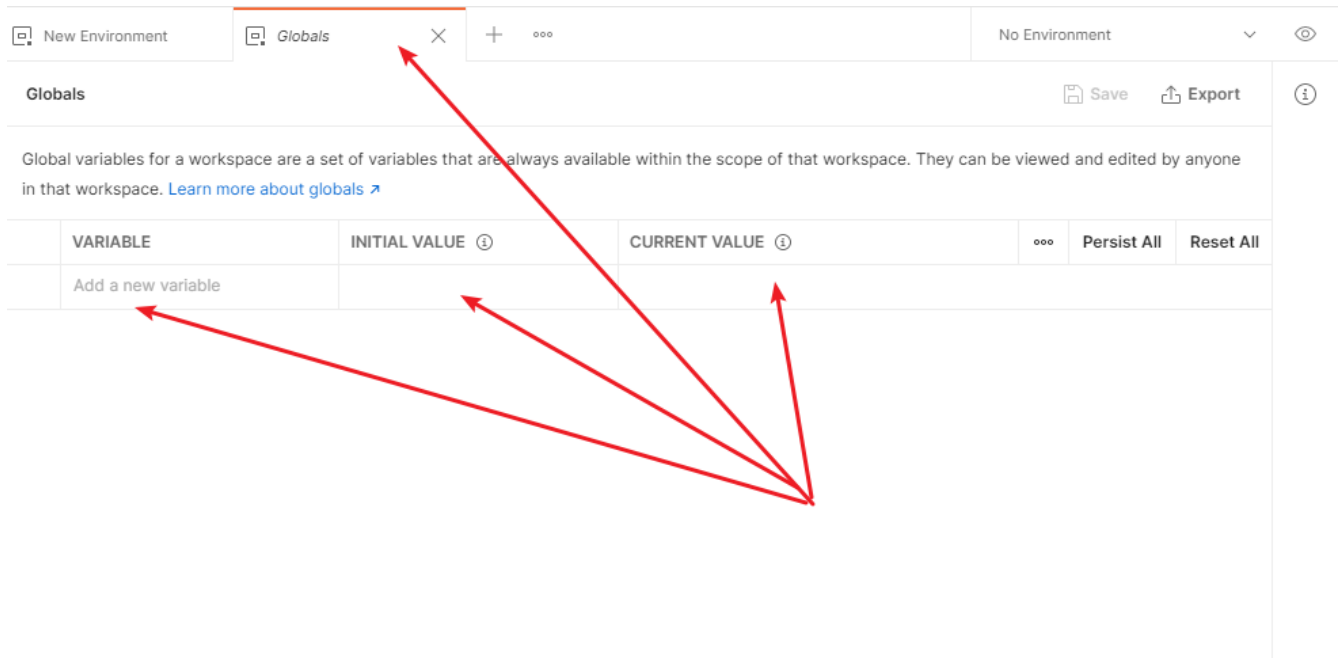 New Environment Globals No Environment
Globals Save Export
Global variables for a workspace are a set of variables that are always available within the scope of that workspace. They can be viewed and edited by anyone
in that workspace. Learn more about globals ↗
VARIABLE INITIAL VALUE CURRENT VALUE Persist All Reset All
Add a new variable